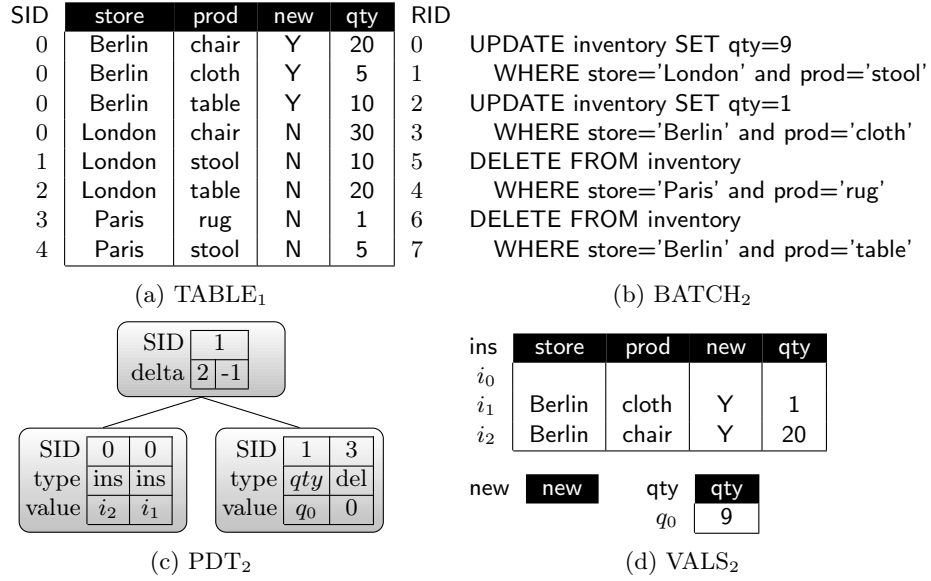 SID store prod new qty RID
0 Berlin chair Y 20 0 UPDATE inventory SET qty=9
0 Berlin cloth Y 5 1 WHERE store='London' and prod='stool'
0 Berlin table Y 10 2 UPDATE inventory SET qty=1
0 London chair N 30 3 WHERE store='Berlin' and prod='cloth'
1 London stool N 10 5 DELETE FROM inventory
2 London table N 20 4 WHERE store='Paris' and prod='rug'
3 Paris rug N 1 6 DELETE FROM inventory
4 Paris stool N 5 7 WHERE store='Berlin' and prod='table'
(a) TABLE₁ (b) BATCH₂
SID 1
delta 2 -1
SID 0 0
type ins ins
value i₂ i₁
SID 1 3
type qty del
value q₀ 0
(c) PDT₂
ins store prod new qty
i₀
i₁ Berlin cloth Y 1
i₂ Berlin chair Y 20
new new qty qty
q₀ 9
(d) VALS₂